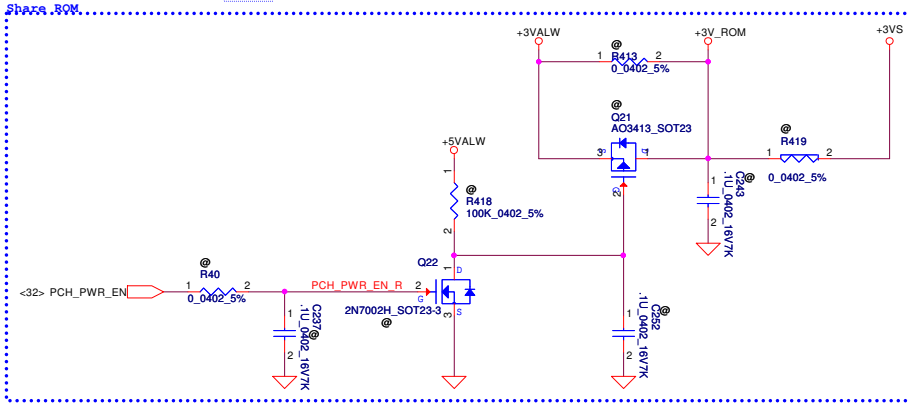 Share ROM
+3VALW
+3V_ROM
+3VS
@
1 R413 2
0_0402_5%
@
Q21
AO3413_SOT23
3 S D 1
G
2
@
1 R419 2
0_0402_5%
+5VALW
1
@
R418
100K_0402_5%
2
1
C243
@
.1U_0402_16V7K
2
Q22
1 D
@
1 R40 2
0_0402_5%
<32> PCH_PWR_EN
PCH_PWR_EN_R
2
G
3 S
2N7002H_SOT23-3
@
1
C237
@
.1U_0402_16V7K
2
1
C252
@
.1U_0402_16V7K
2